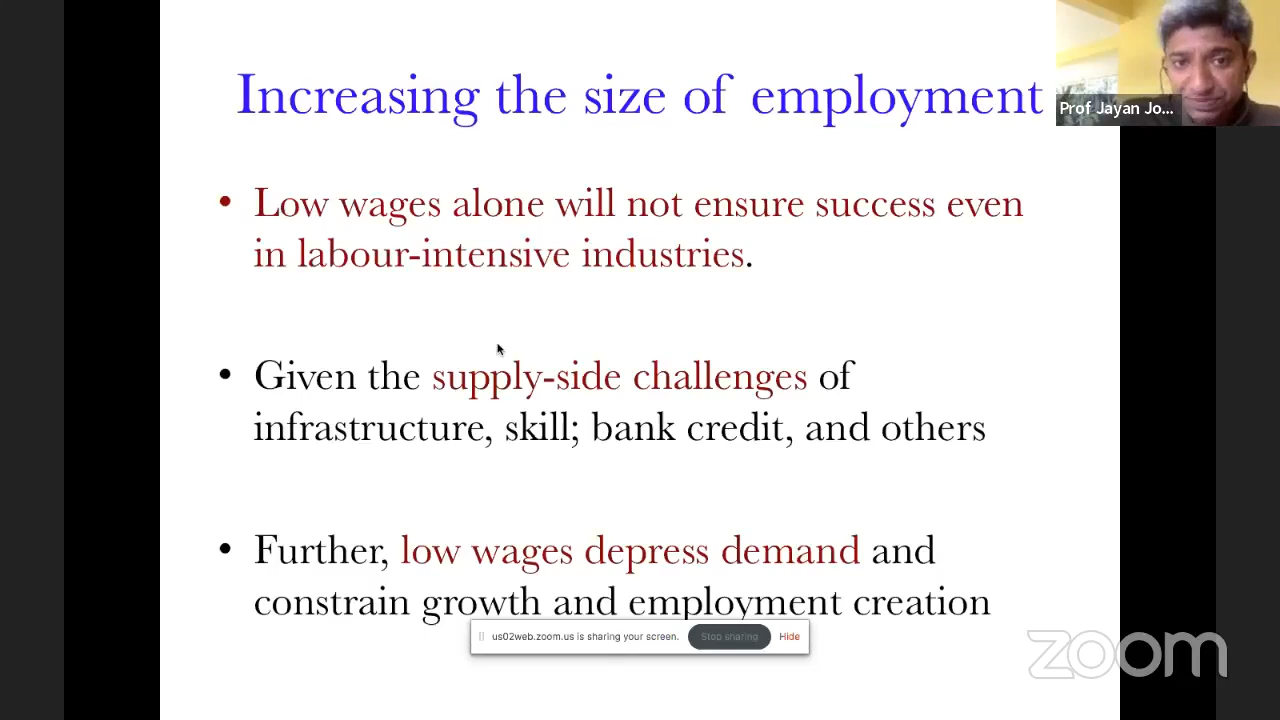 Increasing the size of employment
Prof Jayan Jo...
• Low wages alone will not ensure success even
in labour-intensive industries.
• Given the supply-side challenges of
infrastructure, skill; bank credit, and others
• Further, low wages depress demand and
constrain growth and employment creation
us02web.zoom.us is sharing your screen. Stop sharing Hide
zoom